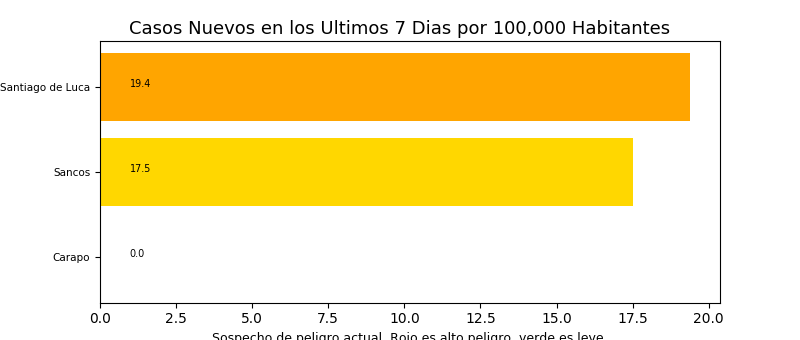 Casos Nuevos en los Ultimos 7 Dias por 100,000 Habitantes
Santiago de Luca
19.4
Sancos
17.5
Carapo
0.0
0.0 2.5 5.0 7.5 10.0 12.5 15.0 17.5 20.0
Sospecho de peligro actual. Rojo es alto peligro, verde es leve